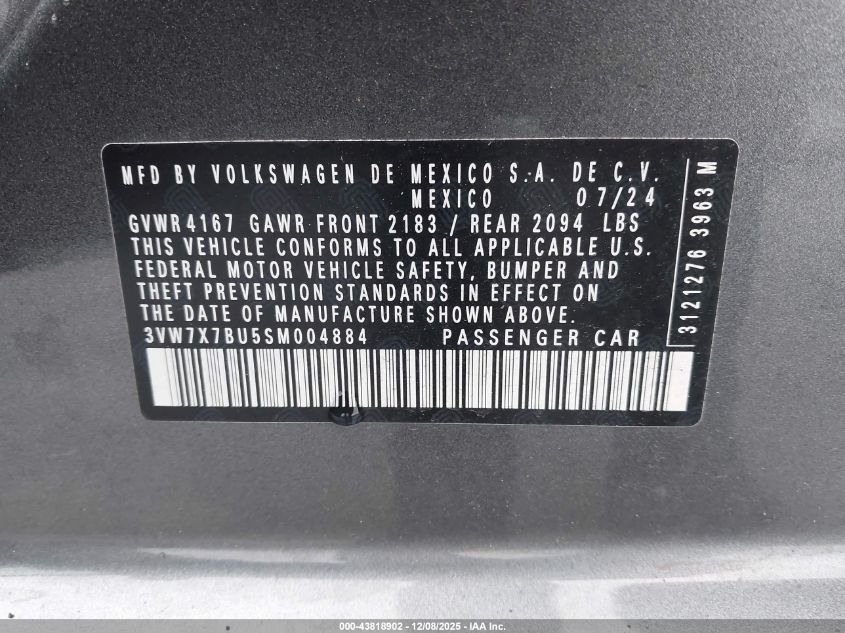 MFD BY VOLKSWAGEN DE MEXICO S.A. DE C.V.
MEXICO 07/24
GVWR 4167 GAWR FRONT 2183 / REAR 2094 LBS
THIS VEHICLE CONFORMS TO ALL APPLICABLE U.S.
FEDERAL MOTOR VEHICLE SAFETY, BUMPER AND
THEFT PREVENTION STANDARDS IN EFFECT ON
THE DATE OF MANUFACTURE SHOWN ABOVE.
3VW7X7BU5SM004884 PASSENGER CAR
3121276 3963 M
000-43818902 - 12/08/2025 - IAA Inc.